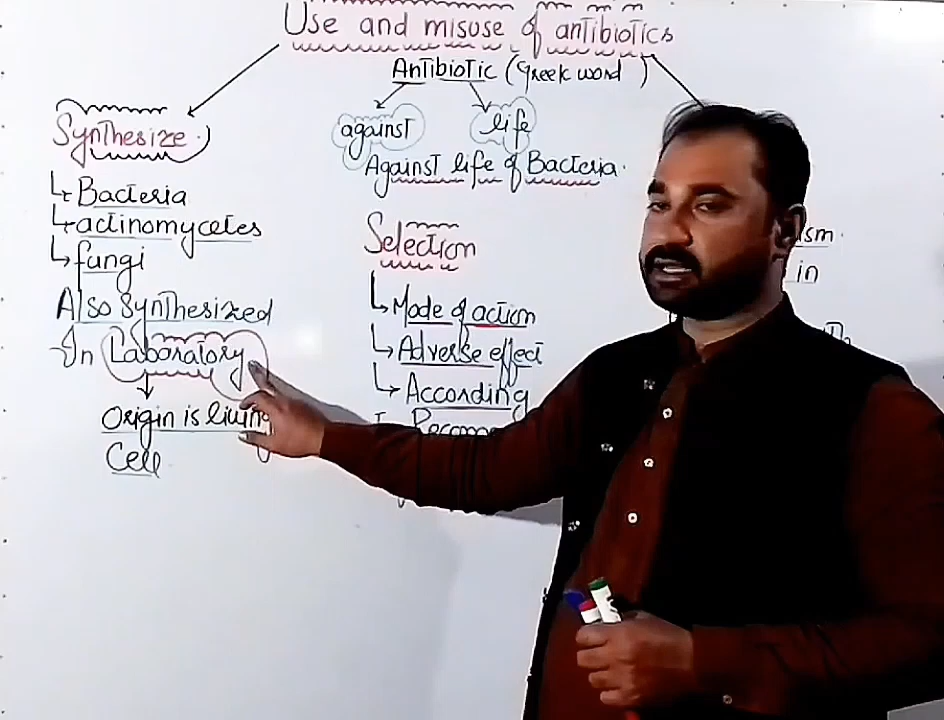 Use and misuse of antibiotics
Antibiotic (Greek word)
against
life
Against life of Bacteria.
Synthesize.
Bacteria
actinomycetes
fungi
Also Synthesized
In Laboratory
Origin is living
Cell
Selection
Mode of action
Adverse effect
According
in